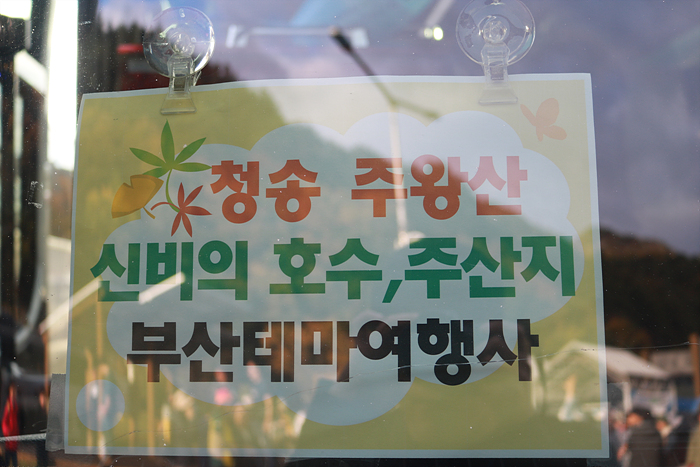 청송 주왕산
신비의 호수,주산지
부산테마여행사